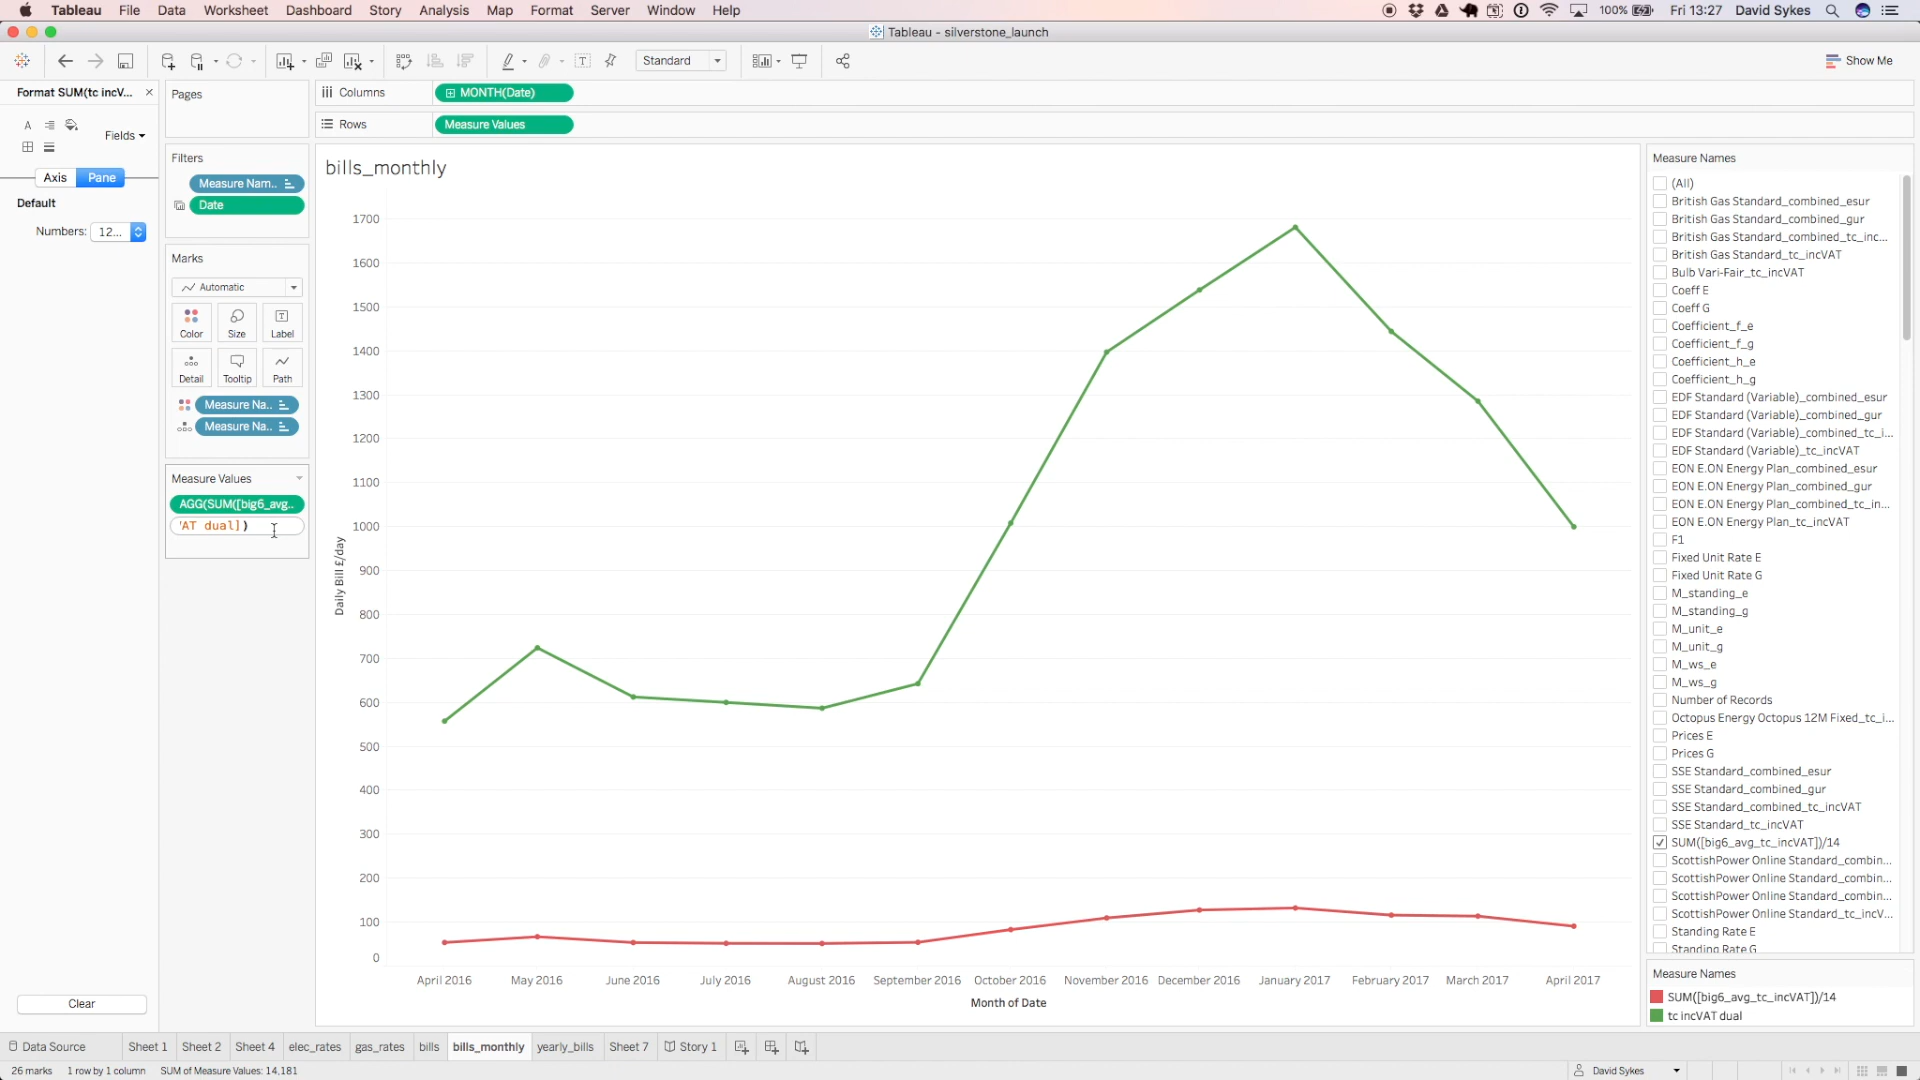 Tableau File Data Worksheet Dashboard Story Analysis Map Format Server Window Help 100% Fri 13:27 David Sykes
Tableau - silverstone_launch
Standard Show Me
Format SUM(tc incV... ×
Fields
Axis Pane
Default
Numbers: 12...
Clear
Pages
Filters
Measure Nam..
Date
Marks
Automatic
Color Size Label
Detail Tooltip Path
Measure Na..
Measure Na..
Measure Values
AGG(SUM([big6_avg..
'AT dual])
Columns MONTH(Date)
Rows Measure Values
bills_monthly
1700
1600
1500
1400
1300
1200
1100
1000
900
800
700
600
500
400
300
200
100
0
Daily Bill £/day
April 2016 May 2016 June 2016 July 2016 August 2016 September 2016 October 2016 November 2016 December 2016 January 2017 February 2017 March 2017 April 2017
Month of Date
Measure Names
(All)
British Gas Standard_combined_esur
British Gas Standard_combined_gur
British Gas Standard_combined_tc_inc...
British Gas Standard_tc_incVAT
Bulb Vari-Fair_tc_incVAT
Coeff E
Coeff G
Coefficient_f_e
Coefficient_f_g
Coefficient_h_e
Coefficient_h_g
EDF Standard (Variable)_combined_esur
EDF Standard (Variable)_combined_gur
EDF Standard (Variable)_combined_tc_i...
EDF Standard (Variable)_tc_incVAT
EON E.ON Energy Plan_combined_esur
EON E.ON Energy Plan_combined_gur
EON E.ON Energy Plan_combined_tc_in...
EON E.ON Energy Plan_tc_incVAT
F1
Fixed Unit Rate E
Fixed Unit Rate G
M_standing_e
M_standing_g
M_unit_e
M_unit_g
M_ws_e
M_ws_g
Number of Records
Octopus Energy Octopus 12M Fixed_tc_i...
Prices E
Prices G
SSE Standard_combined_esur
SSE Standard_combined_gur
SSE Standard_combined_tc_incVAT
SSE Standard_tc_incVAT
SUM([big6_avg_tc_incVAT])/14
ScottishPower Online Standard_combin...
ScottishPower Online Standard_combin...
ScottishPower Online Standard_combin...
ScottishPower Online Standard_tc_incV...
Standing Rate E
Standing Rate G
Measure Names
SUM([big6_avg_tc_incVAT])/14
tc incVAT dual
Data Source Sheet 1 Sheet 2 Sheet 4 elec_rates gas_rates bills bills_monthly yearly_bills Sheet 7 Story 1
26 marks 1 row by 1 column SUM of Measure Values: 14,181 David Sykes